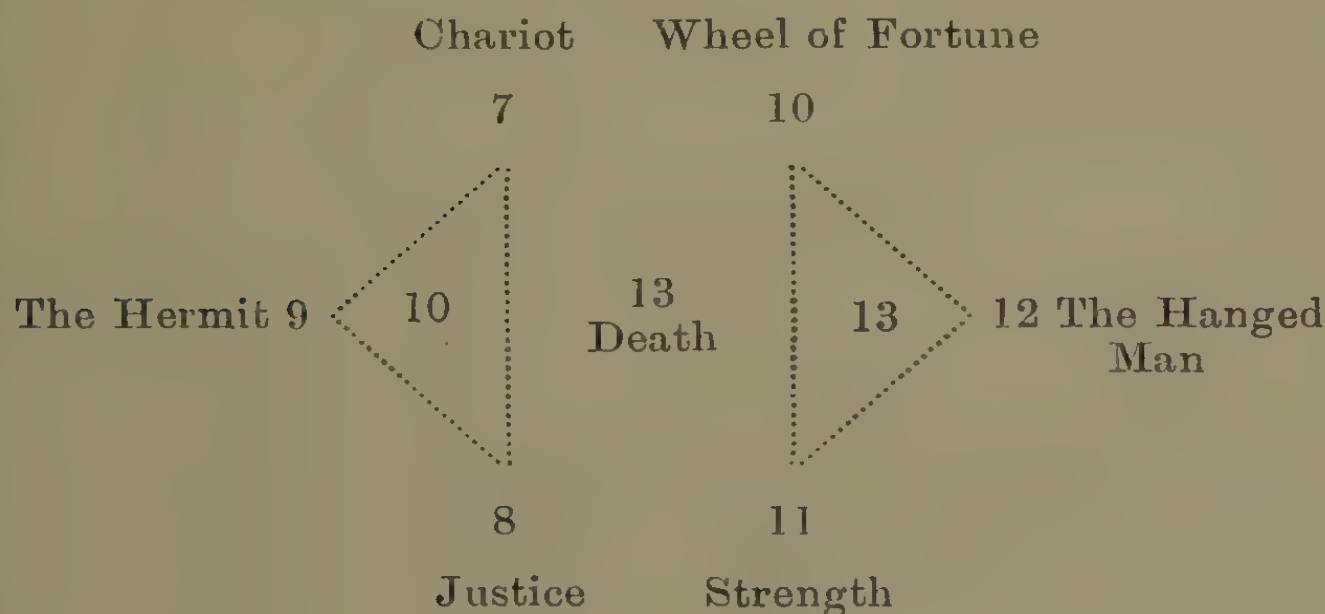 Chariot Wheel of Fortune
7 10
The Hermit 9 10 13 13 12 The Hanged
Death Man
8 11
Justice Strength